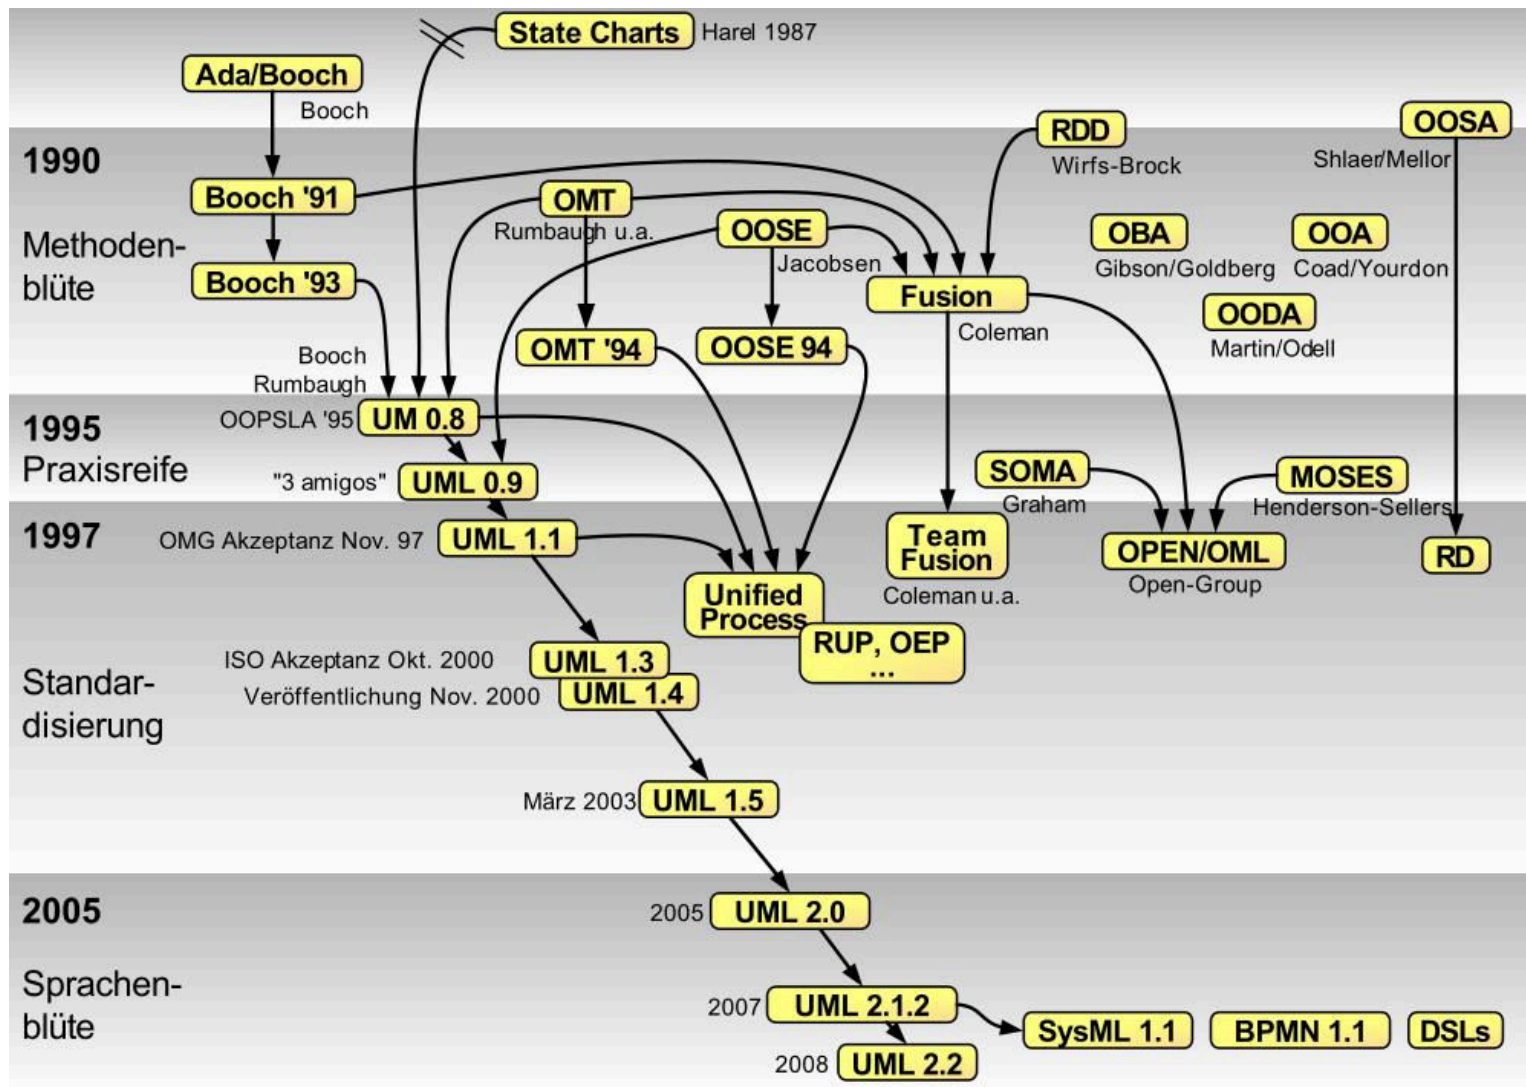 State Charts
Harel 1987
Ada/Booch
Booch
RDD
Wirfs-Brock
OOSA
Shlaer/Mellor
1990
Methoden-
blüte
Booch '91
OMT
Rumbaugh u.a.
OOSE
Jacobsen
OBA
Gibson/Goldberg
OOA
Coad/Yourdon
Booch '93
Fusion
Coleman
OODA
Martin/Odell
OMT '94
OOSE 94
Booch
Rumbaugh
OOPSLA '95
UM 0.8
1995
Praxisreife
"3 amigos"
UML 0.9
SOMA
Graham
MOSES
Henderson-Sellers
1997
OMG Akzeptanz Nov. 97
UML 1.1
Team
Fusion
Coleman u.a.
OPEN/OML
Open-Group
RD
Unified
Process
RUP, OEP
...
Standar-
disierung
ISO Akzeptanz Okt. 2000
UML 1.3
Veröffentlichung Nov. 2000
UML 1.4
März 2003
UML 1.5
2005
Sprachen-
blüte
2005
UML 2.0
2007
UML 2.1.2
SysML 1.1
BPMN 1.1
DSLs
2008
UML 2.2